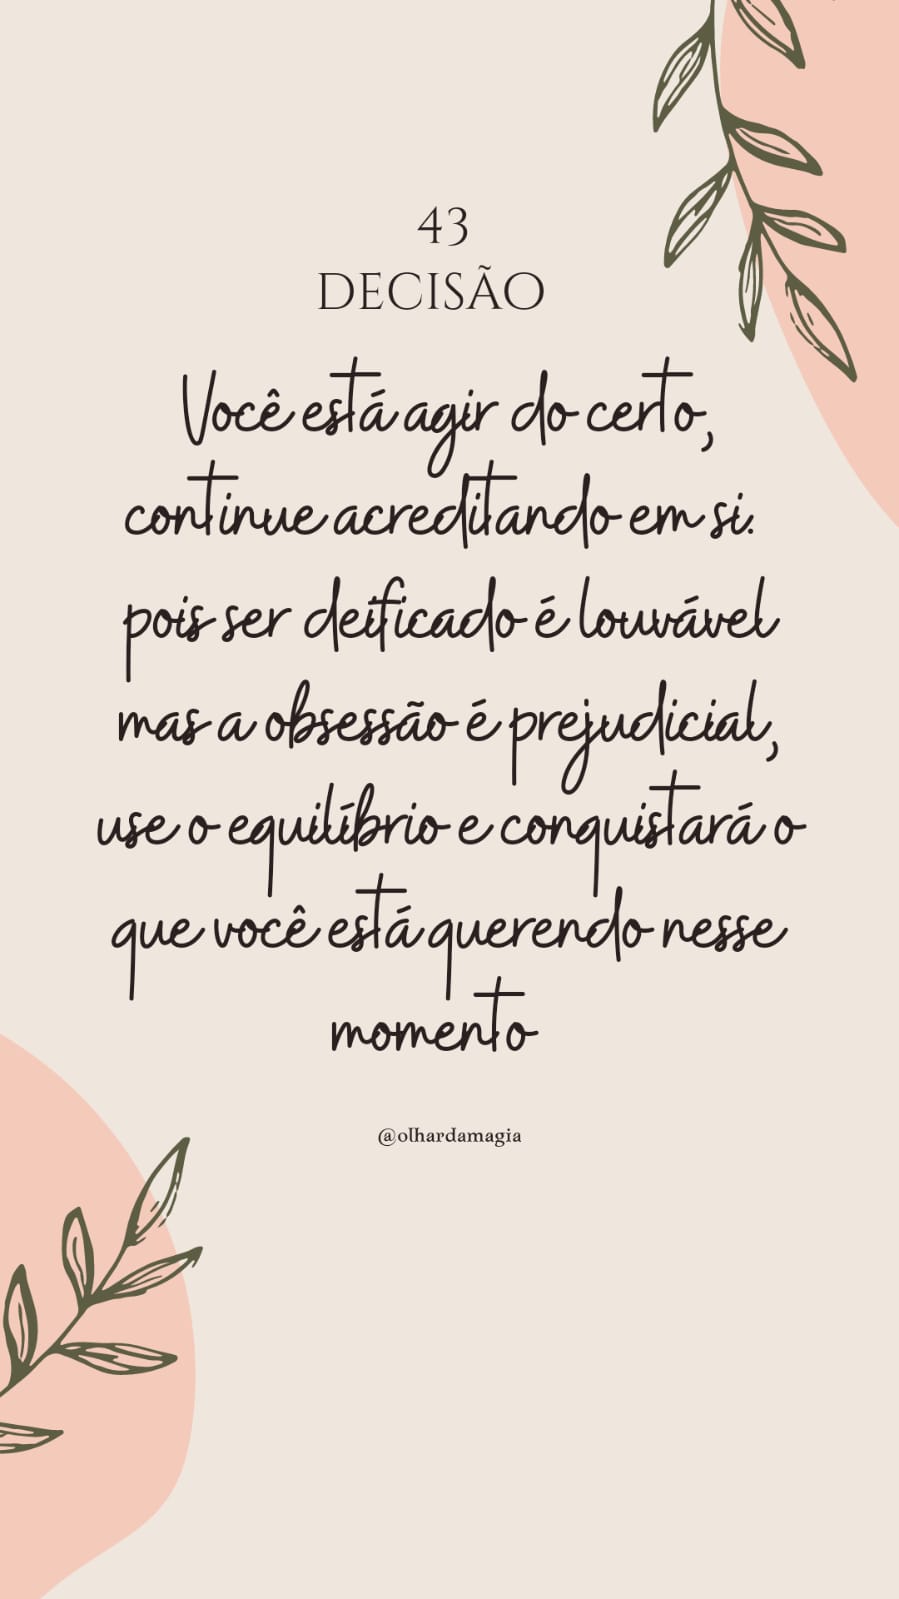 43
DECISÃO
Você está agir do certo,
continue acreditando em si.
pois ser deificado é louvável
mas a obsessão é prejudicial,
use o equilíbrio e conquistará o
que você está querendo nesse
momento
@olhardamagia